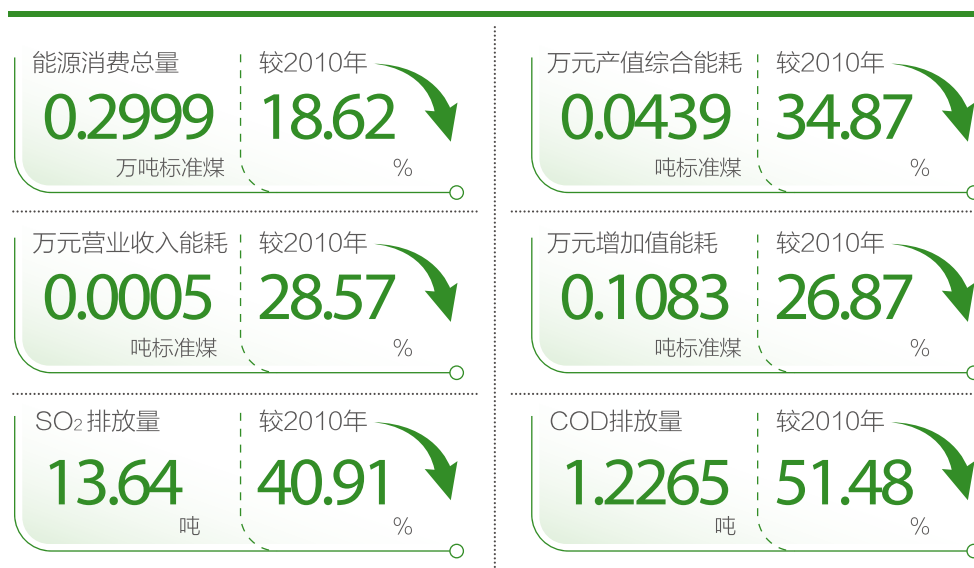 能源消费总量
较2010年
0.2999
18.62
万吨标准煤
%
万元产值综合能耗
较2010年
0.0439
34.87
吨标准煤
%
万元营业收入能耗
较2010年
0.0005
28.57
吨标准煤
%
万元增加值能耗
较2010年
0.1083
26.87
吨标准煤
%
SO₂排放量
较2010年
13.64
40.91
吨
%
COD排放量
较2010年
1.2265
51.48
吨
%